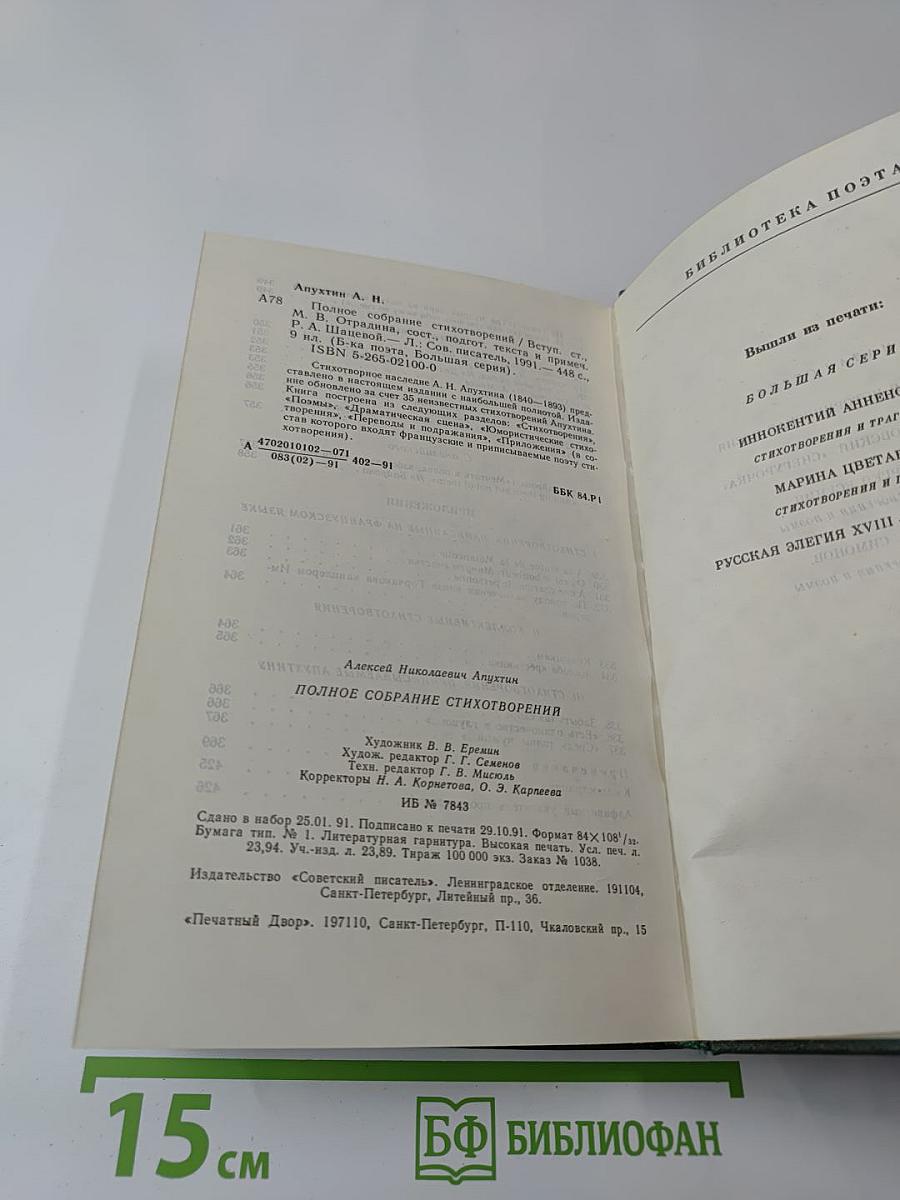 Апухтин А. Н.
А78 Полное собрание стихотворений / Вступ. ст.,
М. В. Отрадина, сост., подгот. текста и примеч.
Р. А. Шацевой.— Л.: Сов. писатель, 1991.— 448 с.,
9 ил. (Б-ка поэта, Большая серия).
ISBN 5-265-02100-0
Стихотворное наследие А. Н. Апухтина (1840—1893) пред-
ставлено в настоящем издании с наибольшей полнотой. Изда-
ние обновлено за счет 35 неизвестных стихотворений Апухтина.
Книга построена из следующих разделов: «Стихотворения»,
«Поэмы», «Драматическая сцена», «Юмористические стихо-
творения», «Переводы и подражания», «Приложения» (в со-
став которого входят французские и приписываемые поэту сти-
хотворения).
А 4702010102—071
083(02)—91 402—91
ББК 84.Р1
Алексей Николаевич Апухтин
ПОЛНОЕ СОБРАНИЕ СТИХОТВОРЕНИЙ
Художник В. В. Еремин
Худож. редактор Г. Г. Семенов
Техн. редактор Г. В. Мисюль
Корректоры Н. А. Корнетова, О. Э. Карпеева
ИБ № 7843
Сдано в набор 25.01. 91. Подписано к печати 29.10.91. Формат 84×108¹/₃₂.
Бумага тип. № 1. Литературная гарнитура. Высокая печать. Усл. печ. л.
23,94. Уч.-изд. л. 23,89. Тираж 100 000 экз. Заказ № 1038.
Издательство «Советский писатель». Ленинградское отделение. 191104,
Санкт-Петербург, Литейный пр., 36.
«Печатный Двор». 197110, Санкт-Петербург, П-110, Чкаловский пр., 15
БИБЛИОТЕКА ПОЭТА
Вышли из печати:
БОЛЬШАЯ СЕРИ
ИННОКЕНТИЙ АННЕНС
СТИХОТВОРЕНИЯ И ТРАГ
МАРИНА ЦВЕТАЕ
СТИХОТВОРЕНИЯ И П
РУССКАЯ ЭЛЕГИЯ XVIII
15 см
БФ БИБЛИОФАН